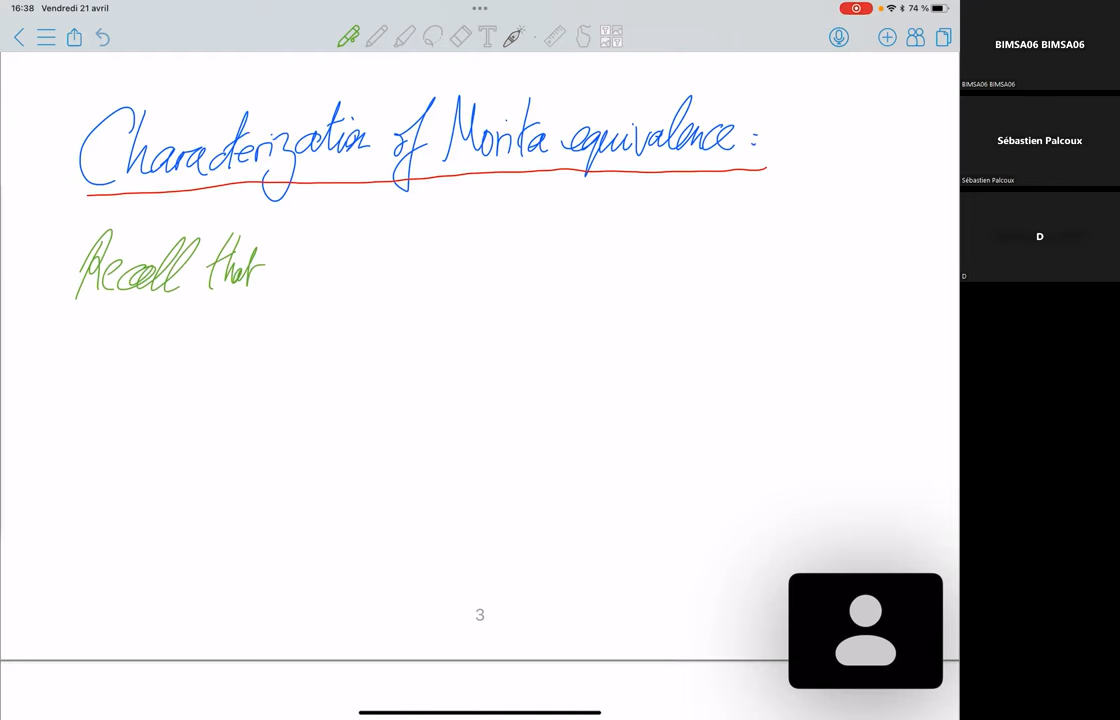 16:38 Vendredi 21 avril
74 %
Characterization of Morita equivalence :
Recall that
3
BIMSA06 BIMSA06
BIMSA06 BIMSA06
Sébastien Palcoux
Sébastien Palcoux
D
D